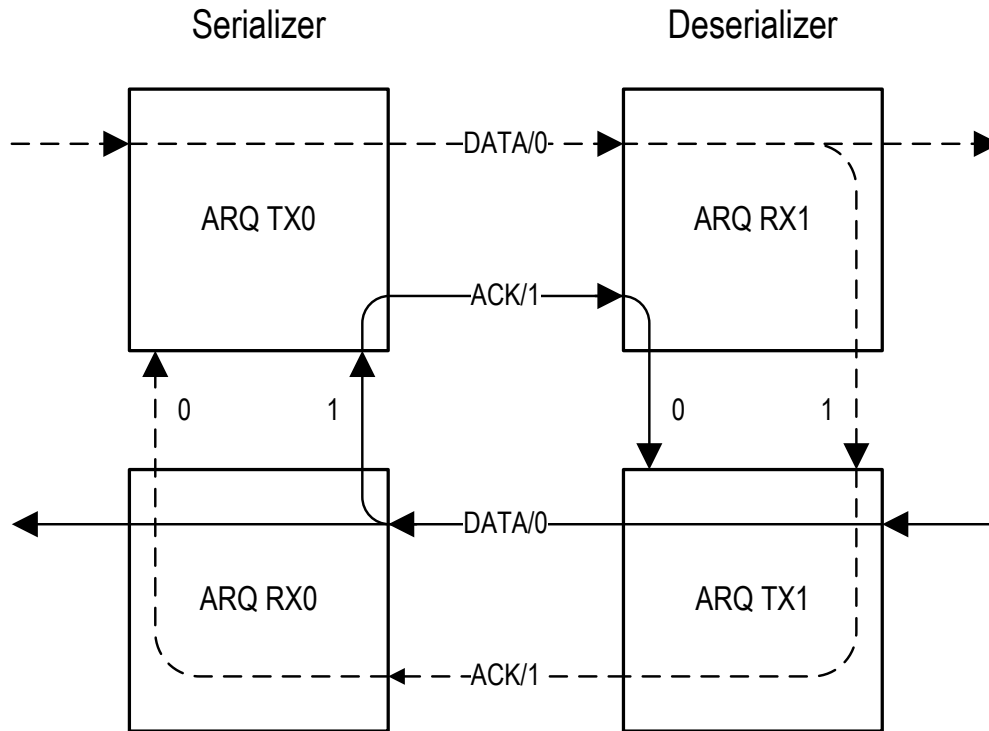 Serializer
Deserializer
DATA/0
ARQ TX0
ARQ RX1
ACK/1
0
1
0
1
DATA/0
ARQ RX0
ARQ TX1
ACK/1